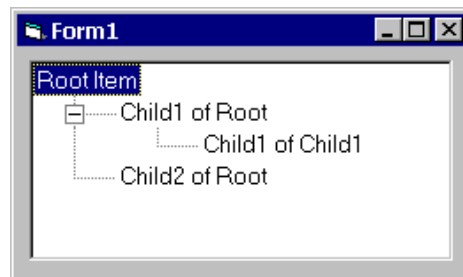 Form1
Root Item
Child1 of Root
Child1 of Child1
Child2 of Root